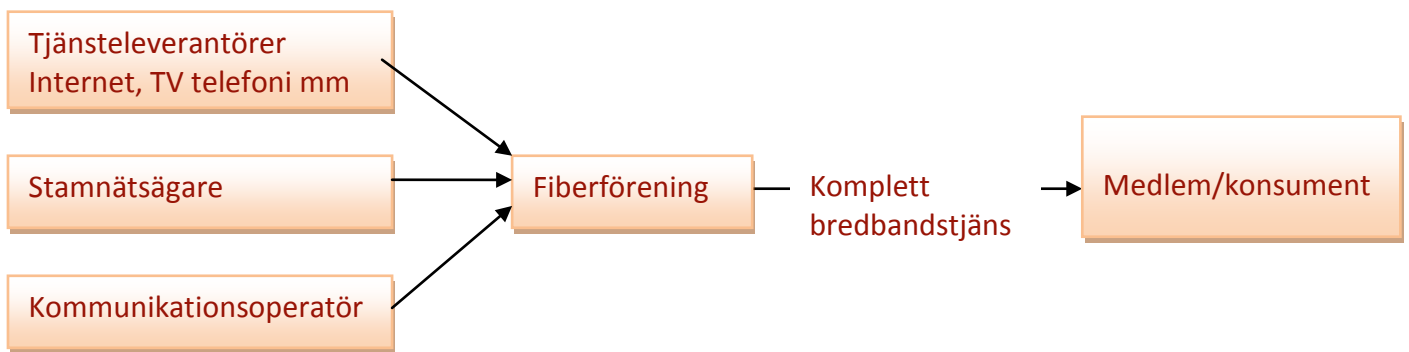 Tjänsteleverantörer
Internet, TV telefoni mm
Stamnätsägare
Kommunikationsoperatör
Fiberförening
Komplett
bredbandstjäns
Medlem/konsument